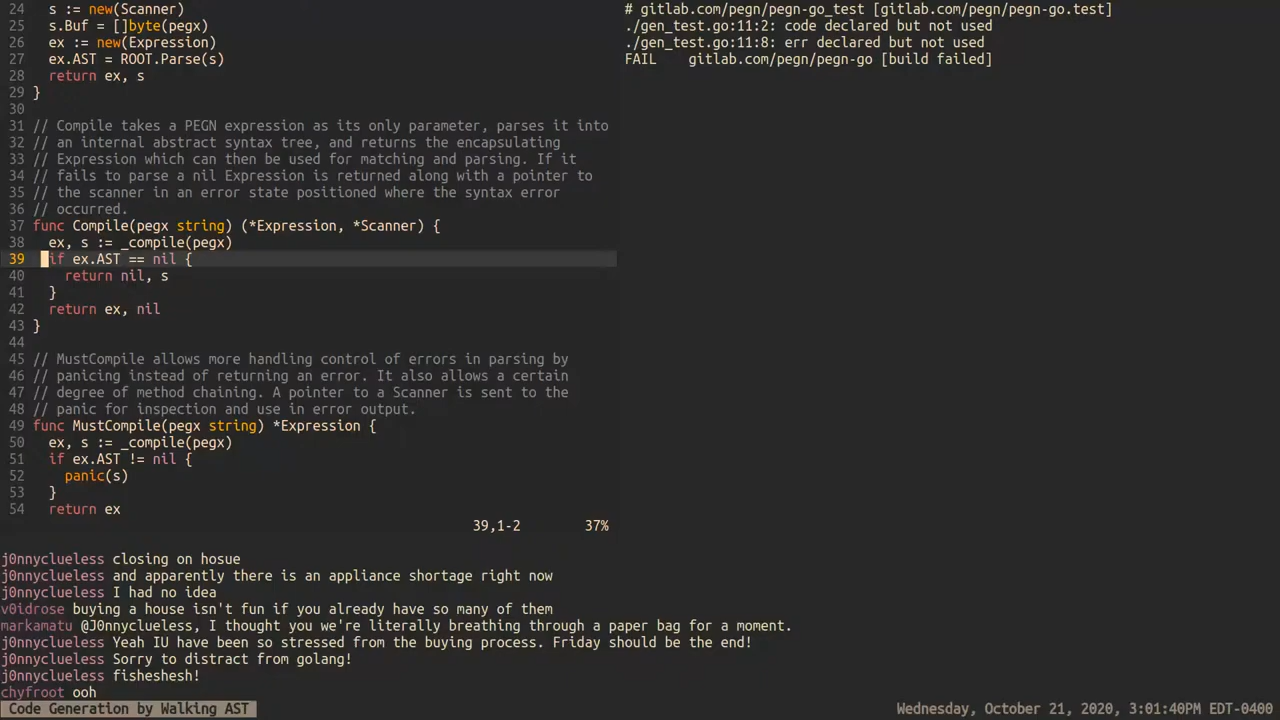 24   s := new(Scanner)
25   s.Buf = []byte(pegx)
26   ex := new(Expression)
27   ex.AST = ROOT.Parse(s)
28   return ex, s
29 }
30
31 // Compile takes a PEGN expression as its only parameter, parses it into
32 // an internal abstract syntax tree, and returns the encapsulating
33 // Expression which can then be used for matching and parsing. If it
34 // fails to parse a nil Expression is returned along with a pointer to
35 // the scanner in an error state positioned where the syntax error
36 // occurred.
37 func Compile(pegx string) (*Expression, *Scanner) {
38   ex, s := _compile(pegx)
39   if ex.AST == nil {
40     return nil, s
41   }
42   return ex, nil
43 }
44
45 // MustCompile allows more handling control of errors in parsing by
46 // panicing instead of returning an error. It also allows a certain
47 // degree of method chaining. A pointer to a Scanner is sent to the
48 // panic for inspection and use in error output.
49 func MustCompile(pegx string) *Expression {
50   ex, s := _compile(pegx)
51   if ex.AST != nil {
52     panic(s)
53   }
54   return ex
39,1-2 37%
# gitlab.com/pegn/pegn-go_test [gitlab.com/pegn/pegn-go.test]
./gen_test.go:11:2: code declared but not used
./gen_test.go:11:8: err declared but not used
FAIL    gitlab.com/pegn/pegn-go [build failed]
j0nnyclueless closing on hosue
j0nnyclueless and apparently there is an appliance shortage right now
j0nnyclueless I had no idea
v0idrose buying a house isn't fun if you already have so many of them
markamatu @J0nnyclueless, I thought you we're literally breathing through a paper bag for a moment.
j0nnyclueless Yeah IU have been so stressed from the buying process. Friday should be the end!
j0nnyclueless Sorry to distract from golang!
j0nnyclueless fisheshesh!
chyfroot ooh
Code Generation by Walking AST
Wednesday, October 21, 2020, 3:01:40PM EDT-0400